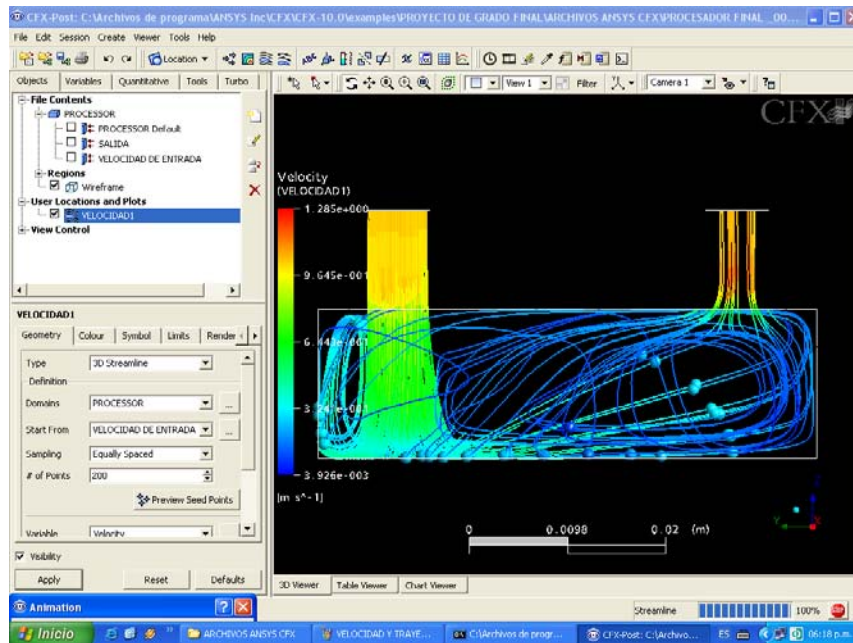 CFX-Post: C:\Archivos de programa\ANSYS Inc\CFX\CFX-10.0\examples\PROYECTO DE GRADO FINAL\ARCHIVOS ANSYS CFX\PROCESADOR FINAL _00...
File Edit Session Create Viewer Tools Help
Location
Objects Variables Quantitative Tools Turbo
View 1 Filter Camera 1
File Contents
PROCESSOR
PROCESSOR Default
SALIDA
VELOCIDAD DE ENTRADA
Regions
Wireframe
User Locations and Plots
VELOCIDAD1
View Control
CFX
Velocity
(VELOCIDAD1)
1.285e+000
9.645e-001
3.926e-003
[m s^-1]
0 0.0098 0.02 (m)
VELOCIDAD1
Geometry Colour Symbol Limits Render
Type 3D Streamline
Definition
Domains PROCESSOR ...
Start From VELOCIDAD DE ENTRADA ...
Sampling Equally Spaced
# of Points 200
Preview Seed Points
Variable Velocity
Visibility
Apply Reset Defaults
3D Viewer Table Viewer Chart Viewer
Animation
Streamline 100%
Inicio ARCHIVOS ANSYS CFX VELOCIDAD Y TRAYE... C:\Archivos de progr... CFX-Post: C:\Archivo... ES 06:18 p.m.